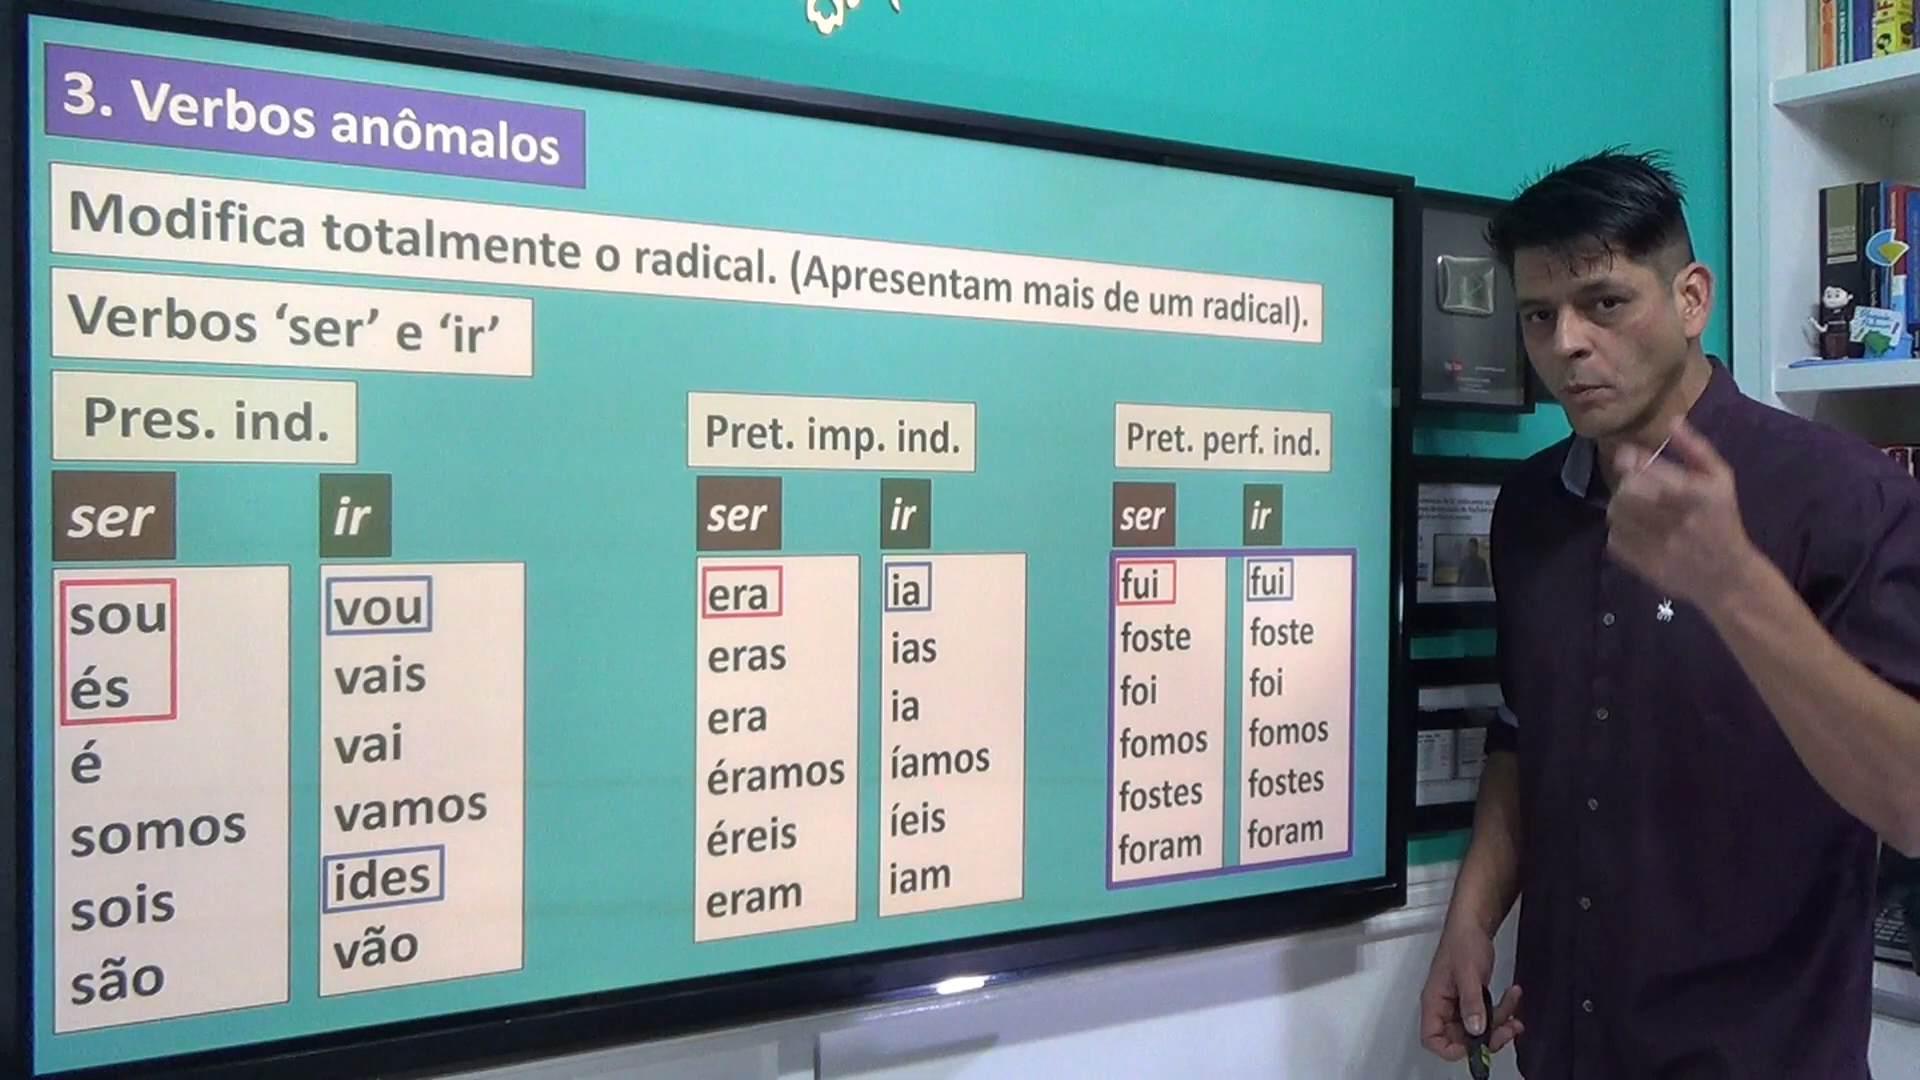 3. Verbos anômalos
Modifica totalmente o radical. (Apresentam mais de um radical).
Verbos ‘ser’ e ‘ir’
Pres. ind.
ser
sou
és
é
somos
sois
são
ir
vou
vais
vai
vamos
ides
vão
Pret. imp. ind.
ser
era
eras
era
éramos
éreis
eram
ir
ia
ias
ia
íamos
íeis
iam
Pret. perf. ind.
ser
fui
foste
foi
fomos
fostes
foram
ir
fui
foste
foi
fomos
fostes
foram